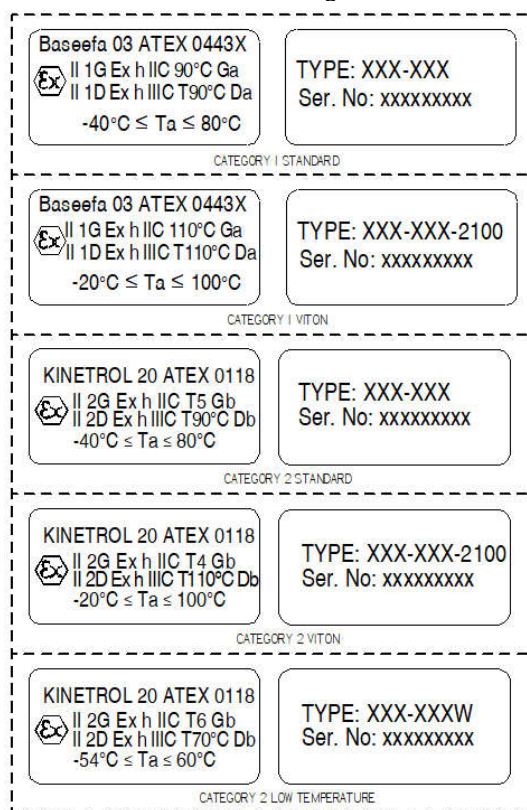 Baseefa 03 ATEX 0443X
Ex II 1G Ex h IIC 90°C Ga
II 1D Ex h IIIC T90°C Da
-40°C ≤ Ta ≤ 80°C
TYPE: XXX-XXX
Ser. No: xxxxxxxxx
CATEGORY 1 STANDARD
Baseefa 03 ATEX 0443X
Ex II 1G Ex h IIC 110°C Ga
II 1D Ex h IIIC T110°C Da
-20°C ≤ Ta ≤ 100°C
TYPE: XXX-XXX-2100
Ser. No: xxxxxxxxx
CATEGORY 1 VITON
KINETROL 20 ATEX 0118
Ex II 2G Ex h IIC T5 Gb
II 2D Ex h IIIC T90°C Db
-40°C ≤ Ta ≤ 80°C
TYPE: XXX-XXX
Ser. No: xxxxxxxxx
CATEGORY 2 STANDARD
KINETROL 20 ATEX 0118
Ex II 2G Ex h IIC T4 Gb
II 2D Ex h IIIC T110°C Db
-20°C ≤ Ta ≤ 100°C
TYPE: XXX-XXX-2100
Ser. No: xxxxxxxxx
CATEGORY 2 VITON
KINETROL 20 ATEX 0118
Ex II 2G Ex h IIC T6 Gb
II 2D Ex h IIIC T70°C Db
-54°C ≤ Ta ≤ 60°C
TYPE: XXX-XXXW
Ser. No: xxxxxxxxx
CATEGORY 2 LOW TEMPERATURE